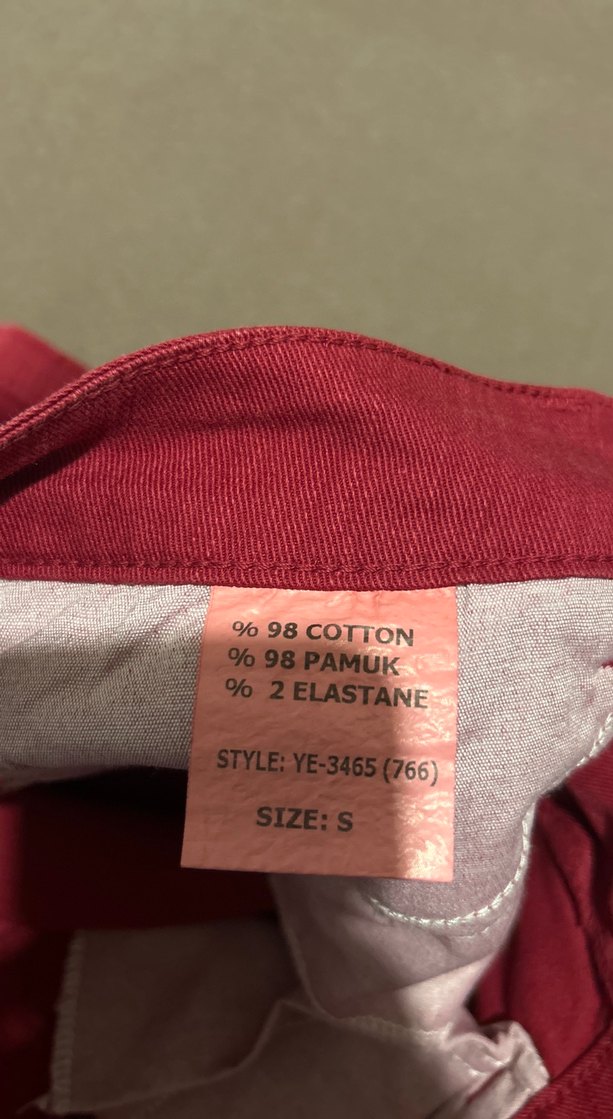 % 98 COTTON
% 98 PAMUK
% 2 ELASTANE
STYLE: YE-3465 (766)
SIZE: S